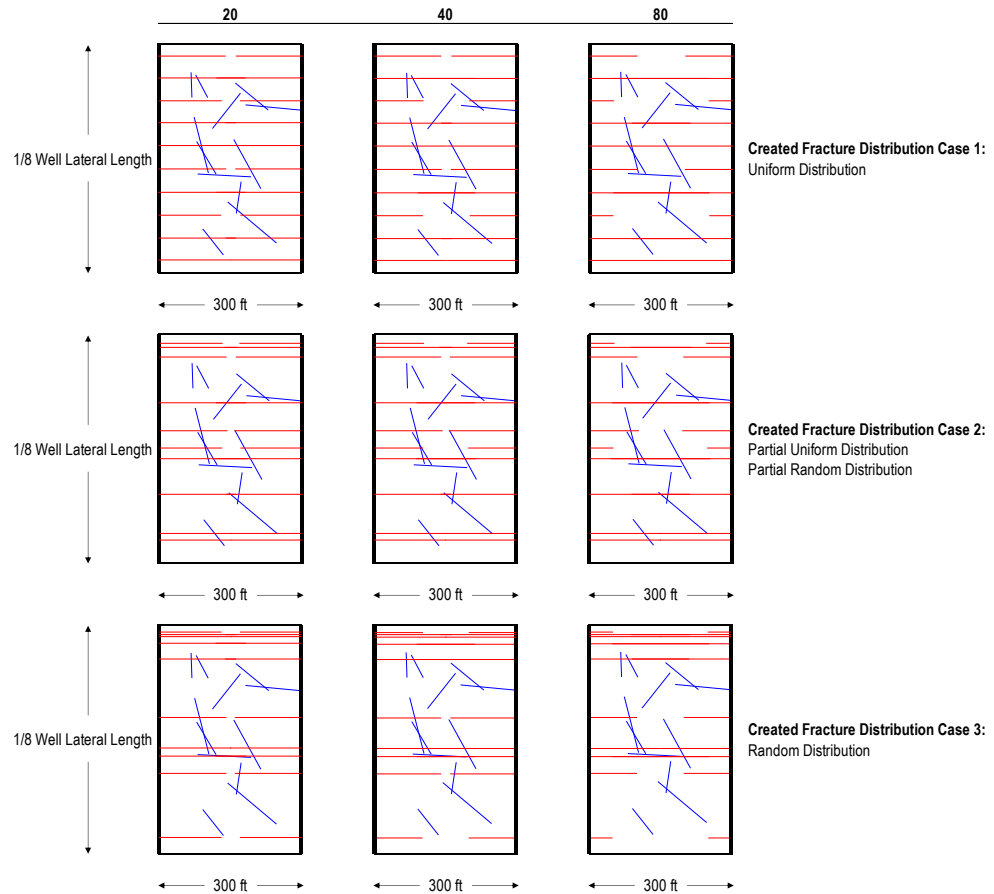 20 40 80
1/8 Well Lateral Length
Created Fracture Distribution Case 1:
Uniform Distribution
300 ft 300 ft 300 ft
1/8 Well Lateral Length
Created Fracture Distribution Case 2:
Partial Uniform Distribution
Partial Random Distribution
300 ft 300 ft 300 ft
1/8 Well Lateral Length
Created Fracture Distribution Case 3:
Random Distribution
300 ft 300 ft 300 ft